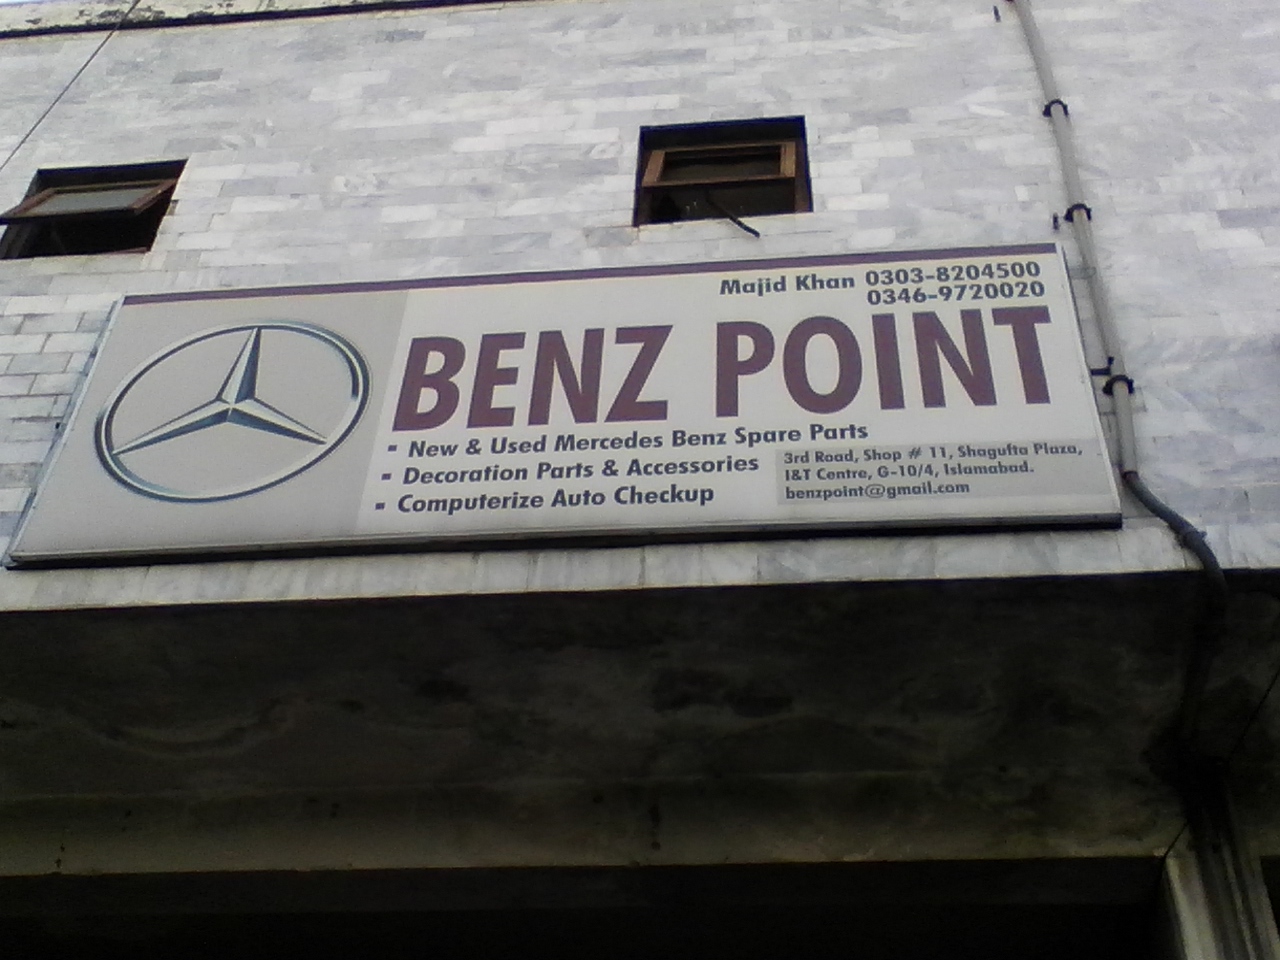 Majid Khan 0303-8204500
0346-9720020
BENZ POINT
▪ New & Used Mercedes Benz Spare Parts
▪ Decoration Parts & Accessories
▪ Computerize Auto Checkup
3rd Road, Shop # 11, Shagufta Plaza,
I&T Centre, G-10/4, Islamabad.
benzpoint@gmail.com